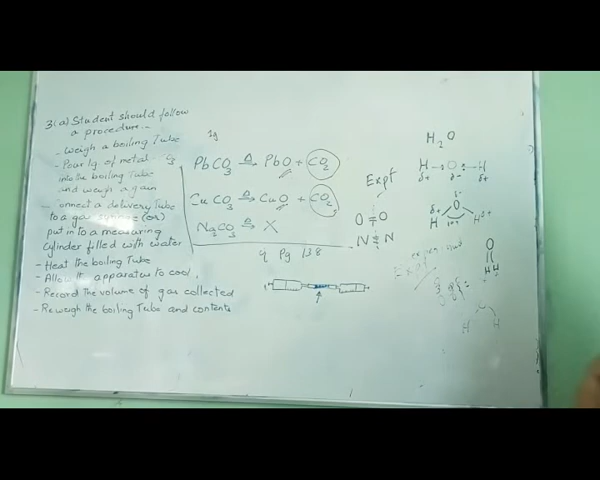 3(a) Student should follow
a procedure
- weigh a boiling Tube
- Pour 1g of metal
into the boiling Tube
and weigh again
- Connect a delivery Tube
to a gas (or)
put in to a measuring
cylinder filled with water
- Heat the boiling Tube
- Allow the apparatus to cool,
- Record the volume of gas collected
- Reweigh the boiling Tube and contents
1g
PbCO3 Δ→ PbO + CO2
CuCO3 Δ→ CuO + CO2
Na2CO3 Δ→ X
Pg 138
Expt
O=O
N≡N
H2O
H → O ← H
δ+ δ- δ+
δ-
δ+ O
H Hδ+
O
H H
H H